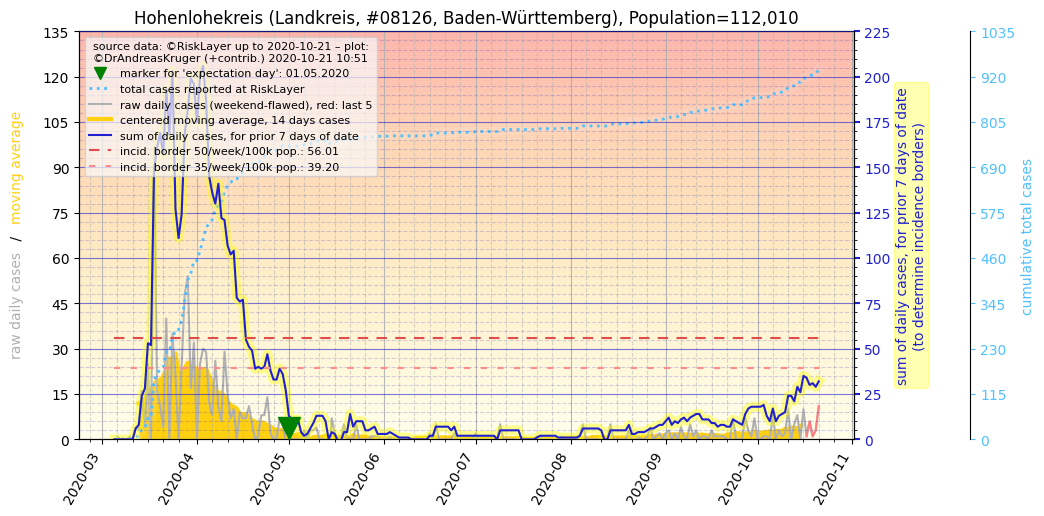 Hohenlohekreis (Landkreis, #08126, Baden-Württemberg), Population=112,010
source data: ©RiskLayer up to 2020-10-21 – plot:
©DrAndreasKruger (+contrib.) 2020-10-21 10:51
marker for 'expectation day': 01.05.2020
total cases reported at RiskLayer
raw daily cases (weekend-flawed), red: last 5
centered moving average, 14 days cases
sum of daily cases, for prior 7 days of date
incid. border 50/week/100k pop.: 56.01
incid. border 35/week/100k pop.: 39.20
raw daily cases / moving average
135
120
105
90
75
60
45
30
15
0
225
200
175
150
125
100
75
50
25
0
sum of daily cases, for prior 7 days of date
(to determine incidence borders)
1035
920
805
690
575
460
345
230
115
0
cumulative total cases
2020-03
2020-04
2020-05
2020-06
2020-07
2020-08
2020-09
2020-10
2020-11